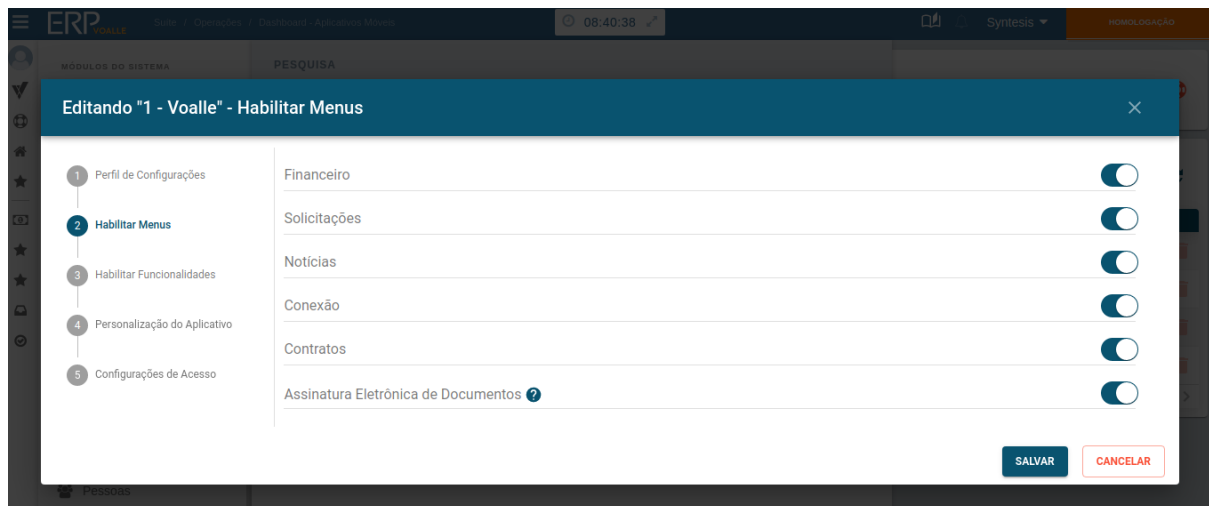 ERP VOALLE Suite / Operações / Dashboard - Aplicativos Móveis 08:40:38 Syntesis HOMOLOGAÇÃO
MÓDULOS DO SISTEMA PESQUISA
Editando "1 - Voalle" - Habilitar Menus
1 Perfil de Configurações
2 Habilitar Menus
3 Habilitar Funcionalidades
4 Personalização do Aplicativo
5 Configurações de Acesso
Financeiro
Solicitações
Notícias
Conexão
Contratos
Assinatura Eletrônica de Documentos ?
SALVAR CANCELAR
Pessoas